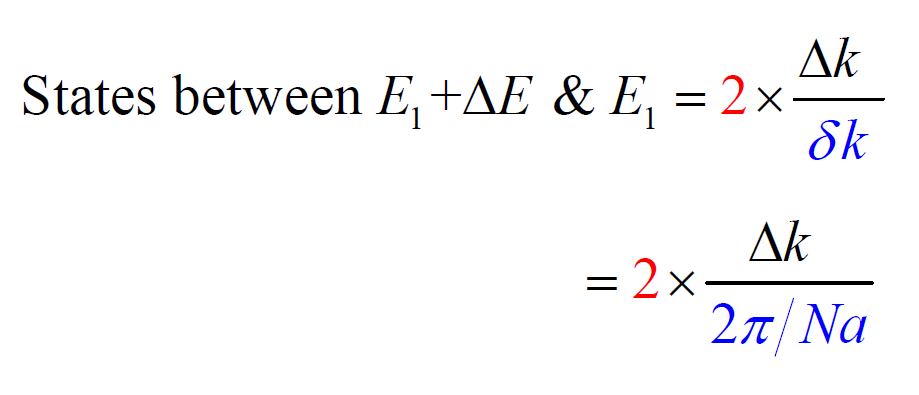 States between E₁+ΔE & E₁ = 2 × Δk / δk
= 2 × Δk / (2π/Na)